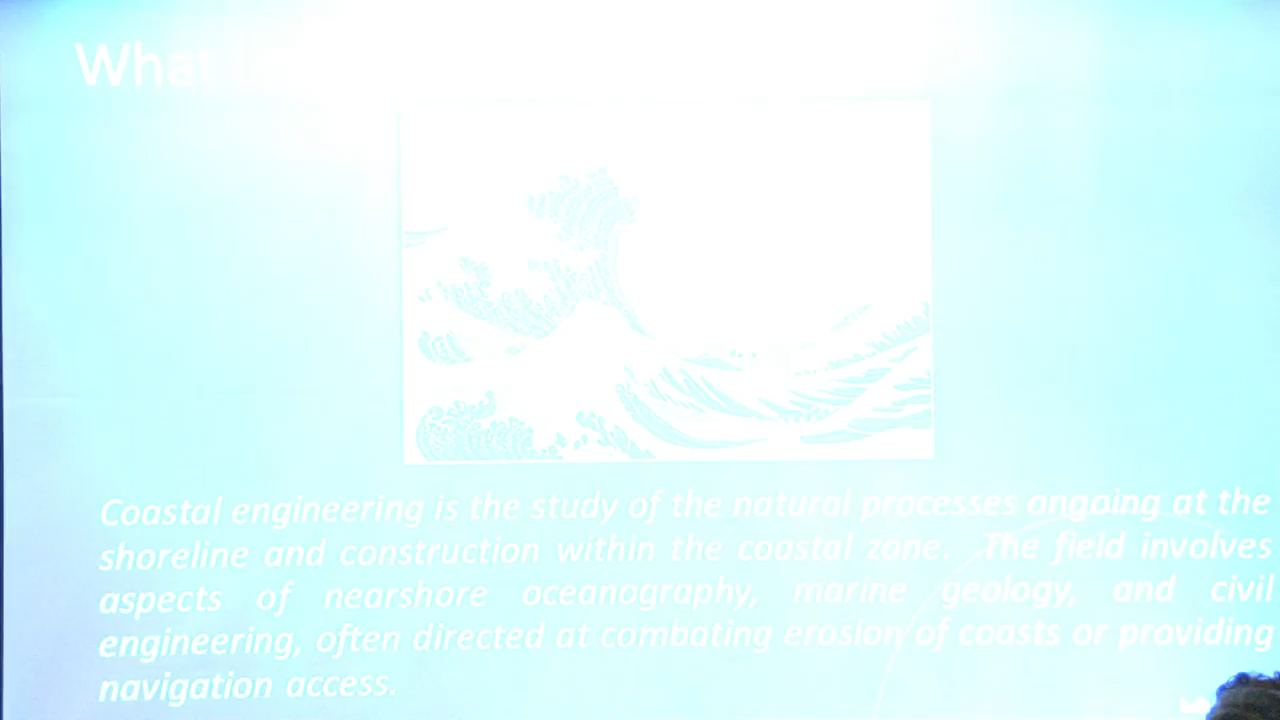 What
Coastal engineering is the study of the natural processes ongoing at the
shoreline and construction within the coastal zone. The field involves
aspects of nearshore oceanography, marine geology, and civil
engineering, often directed at combating erosion of coasts or providing
navigation access.